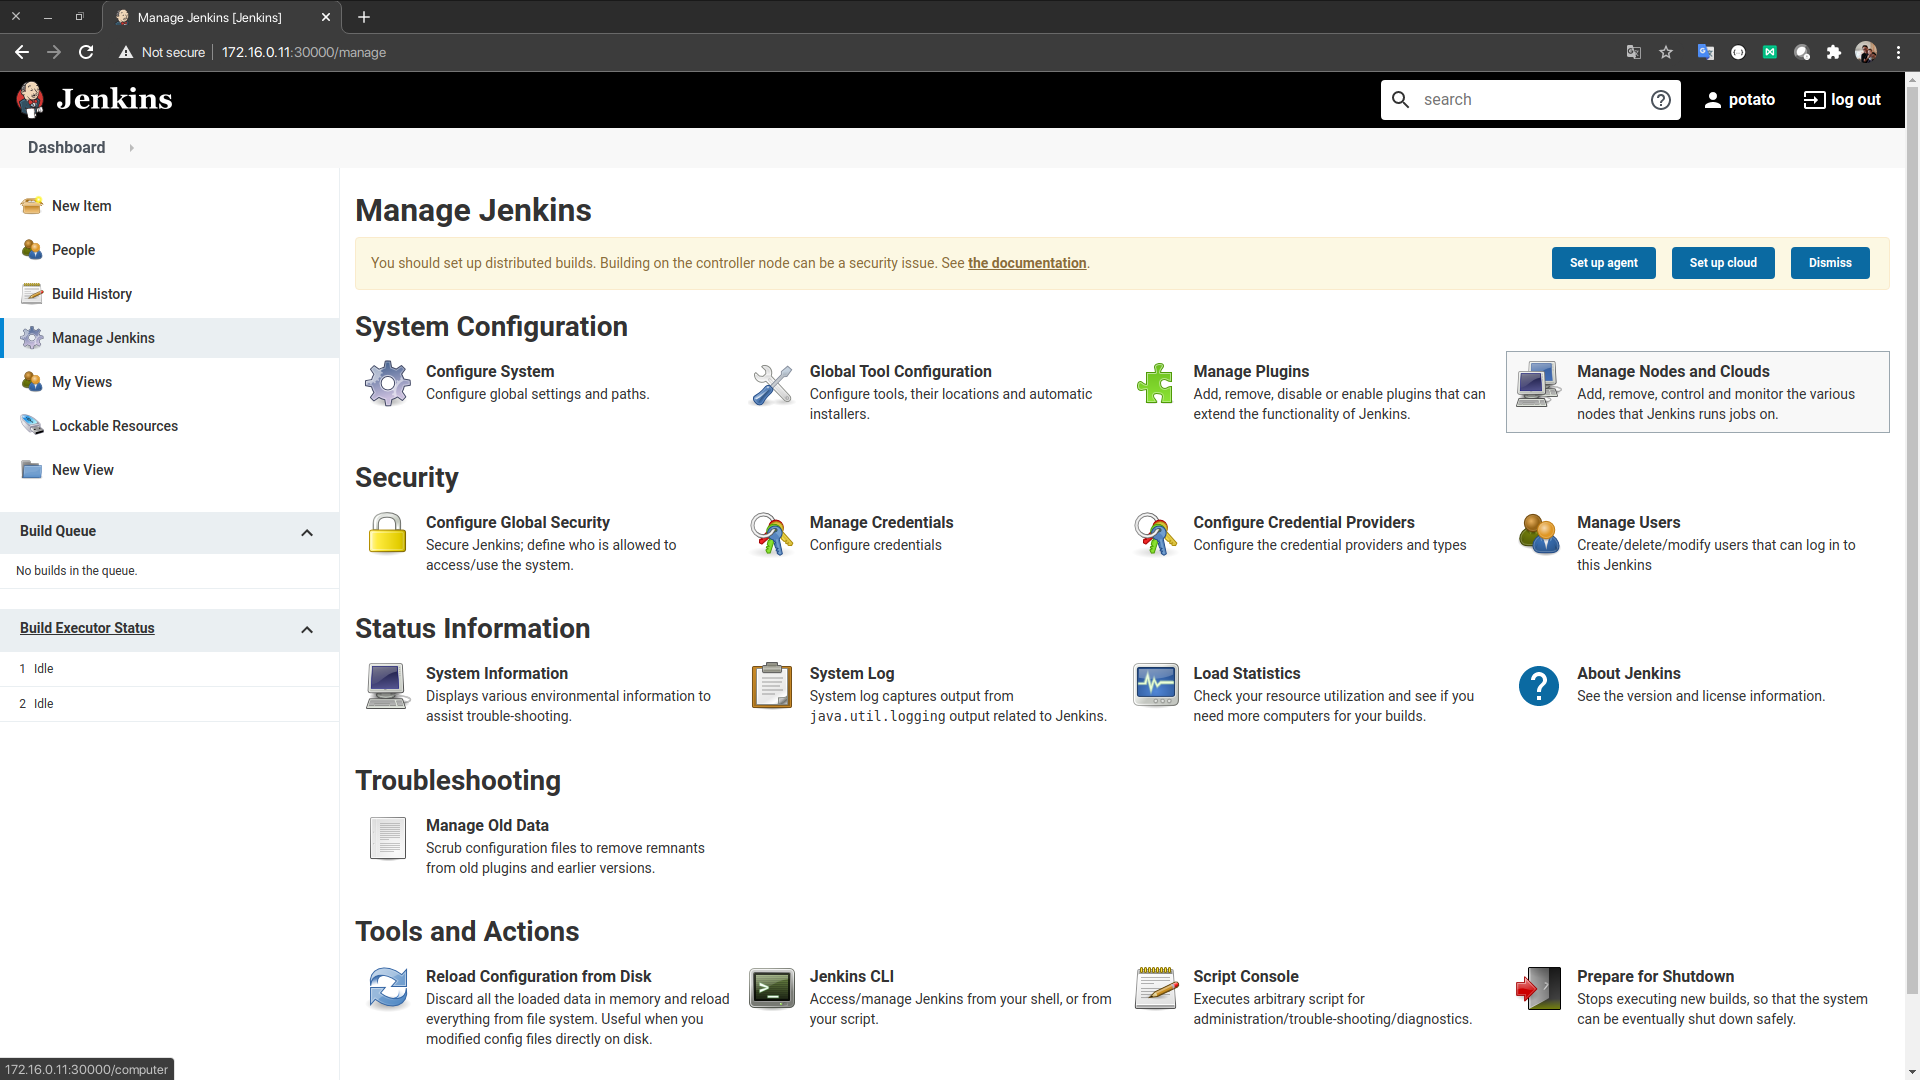 Manage Jenkins [Jenkins]
Not secure
172.16.0.11:30000/manage
Jenkins
search
potato
log out
Dashboard
New Item
People
Build History
Manage Jenkins
My Views
Lockable Resources
New View
Build Queue
No builds in the queue.
Build Executor Status
1 Idle
2 Idle
Manage Jenkins
You should set up distributed builds. Building on the controller node can be a security issue. See the documentation.
Set up agent
Set up cloud
Dismiss
System Configuration
Configure System
Configure global settings and paths.
Global Tool Configuration
Configure tools, their locations and automatic
installers.
Manage Plugins
Add, remove, disable or enable plugins that can
extend the functionality of Jenkins.
Manage Nodes and Clouds
Add, remove, control and monitor the various
nodes that Jenkins runs jobs on.
Security
Configure Global Security
Secure Jenkins; define who is allowed to
access/use the system.
Manage Credentials
Configure credentials
Configure Credential Providers
Configure the credential providers and types
Manage Users
Create/delete/modify users that can log in to
this Jenkins
Status Information
System Information
Displays various environmental information to
assist trouble-shooting.
System Log
System log captures output from
java.util.logging output related to Jenkins.
Load Statistics
Check your resource utilization and see if you
need more computers for your builds.
About Jenkins
See the version and license information.
Troubleshooting
Manage Old Data
Scrub configuration files to remove remnants
from old plugins and earlier versions.
Tools and Actions
Reload Configuration from Disk
Discard all the loaded data in memory and reload
everything from file system. Useful when you
modified config files directly on disk.
Jenkins CLI
Access/manage Jenkins from your shell, or from
your script.
Script Console
Executes arbitrary script for
administration/trouble-shooting/diagnostics.
Prepare for Shutdown
Stops executing new builds, so that the system
can be eventually shut down safely.
172.16.0.11:30000/computer